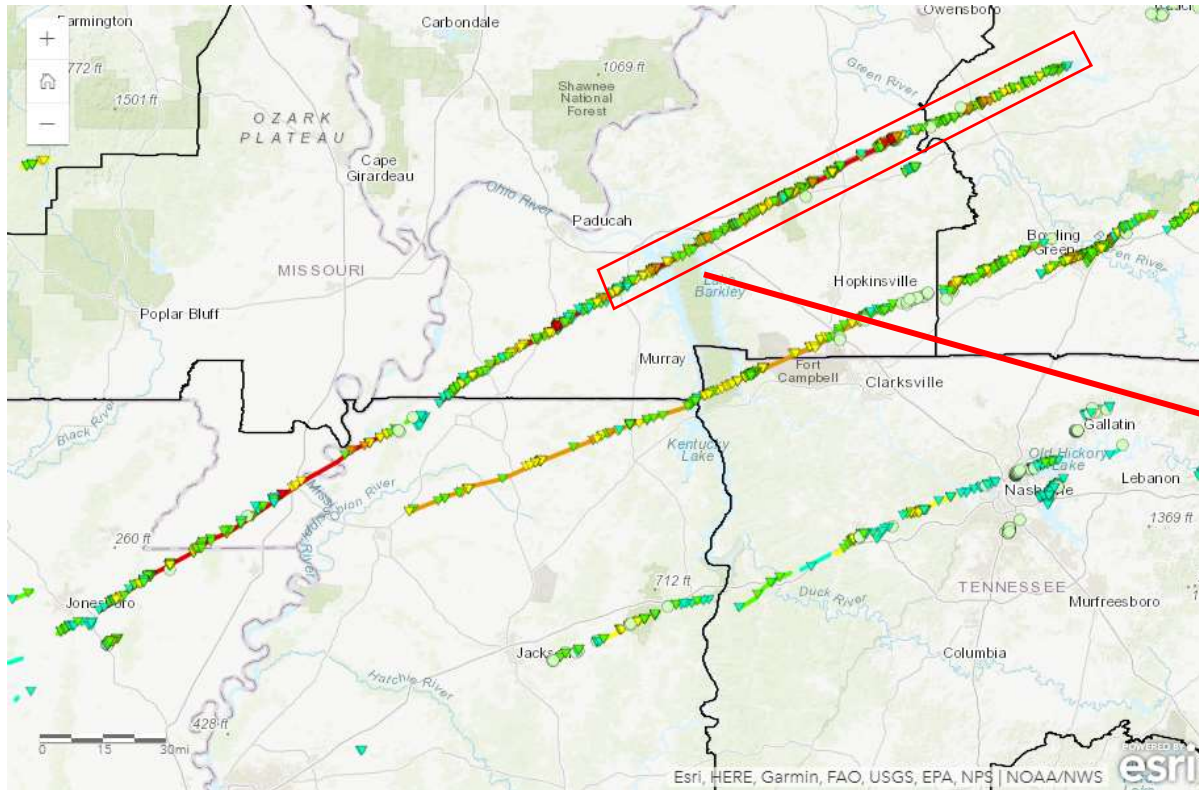 Farmington
Carbondale
Owensboro
+
−
772 ft
1501 ft
1069 ft
Shawnee
National
Forest
Green River
OZARK
PLATEAU
Cape
Girardeau
Ohio River
Paducah
MISSOURI
Bowling
Green
Hopkinsville
Lake
Barkley
Poplar Bluff
Murray
Fort
Campbell
Clarksville
Black River
Gallatin
Old Hickory
Lake
Kentucky
Lake
Nashville
Lebanon
Obion River
1369 ft
260 ft
712 ft
TENNESSEE
Duck River
Jonesboro
Murfreesboro
Columbia
Hatchie River
428 ft
0 15 30mi
POWERED BY
esri
Esri, HERE, Garmin, FAO, USGS, EPA, NPS | NOAA/NWS